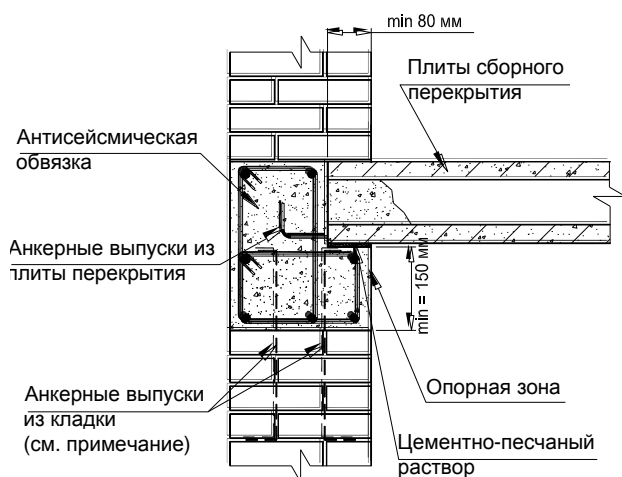 min 80 мм
Плиты сборного
перекрытия
Антисейсмическая
обвязка
Анкерные выпуски из
плиты перекрытия
min = 150 мм
Анкерные выпуски
из кладки
(см. примечание)
Опорная зона
Цементно-песчаный
раствор